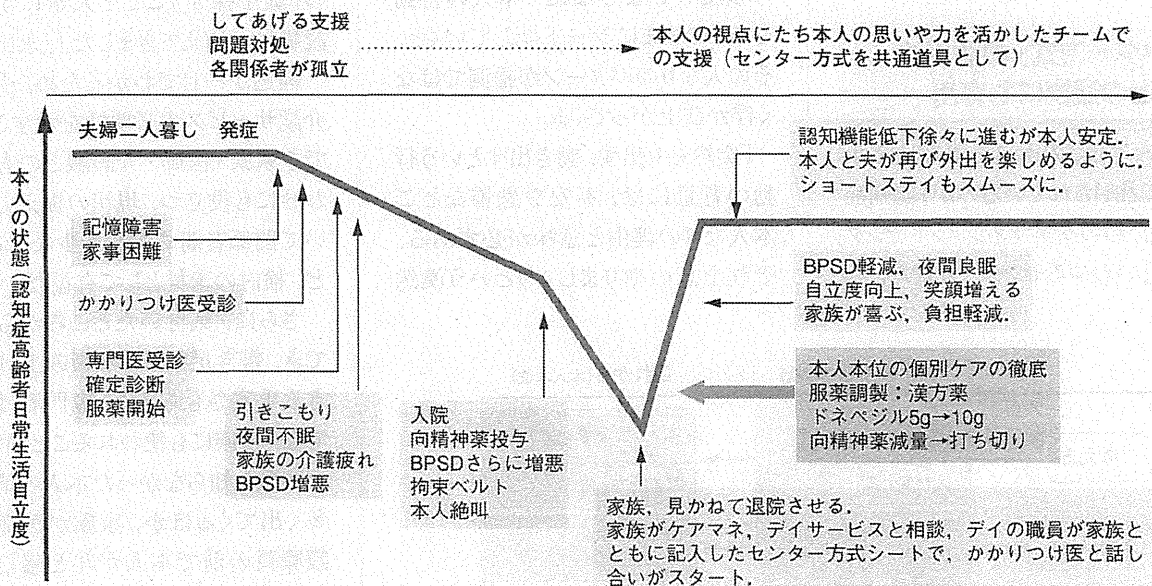 してあげる支援
問題対処
各関係者が孤立
本人の視点にたち本人の思いや力を活かしたチームで
の支援（センター方式を共通道具として）
本人の状態（認知症高齢者日常生活自立度）
夫婦二人暮し　発症
記憶障害
家事困難
かかりつけ医受診
専門医受診
確定診断
服薬開始
引きこもり
夜間不眠
家族の介護疲れ
BPSD増悪
入院
向精神薬投与
BPSDさらに増悪
拘束ベルト
本人絶叫
家族，見かねて退院させる．
家族がケアマネ，デイサービスと相談，デイの職員が家族と
ともに記入したセンター方式シートで，かかりつけ医と話し
合いがスタート．
認知機能低下徐々に進むが本人安定．
本人と夫が再び外出を楽しめるように．
ショートステイもスムーズに．
BPSD軽減，夜間良眠
自立度向上，笑顔増える
家族が喜ぶ，負担軽減．
本人本位の個別ケアの徹底
服薬調製：漢方薬
ドネペジル5g→10g
向精神薬減量→打ち切り